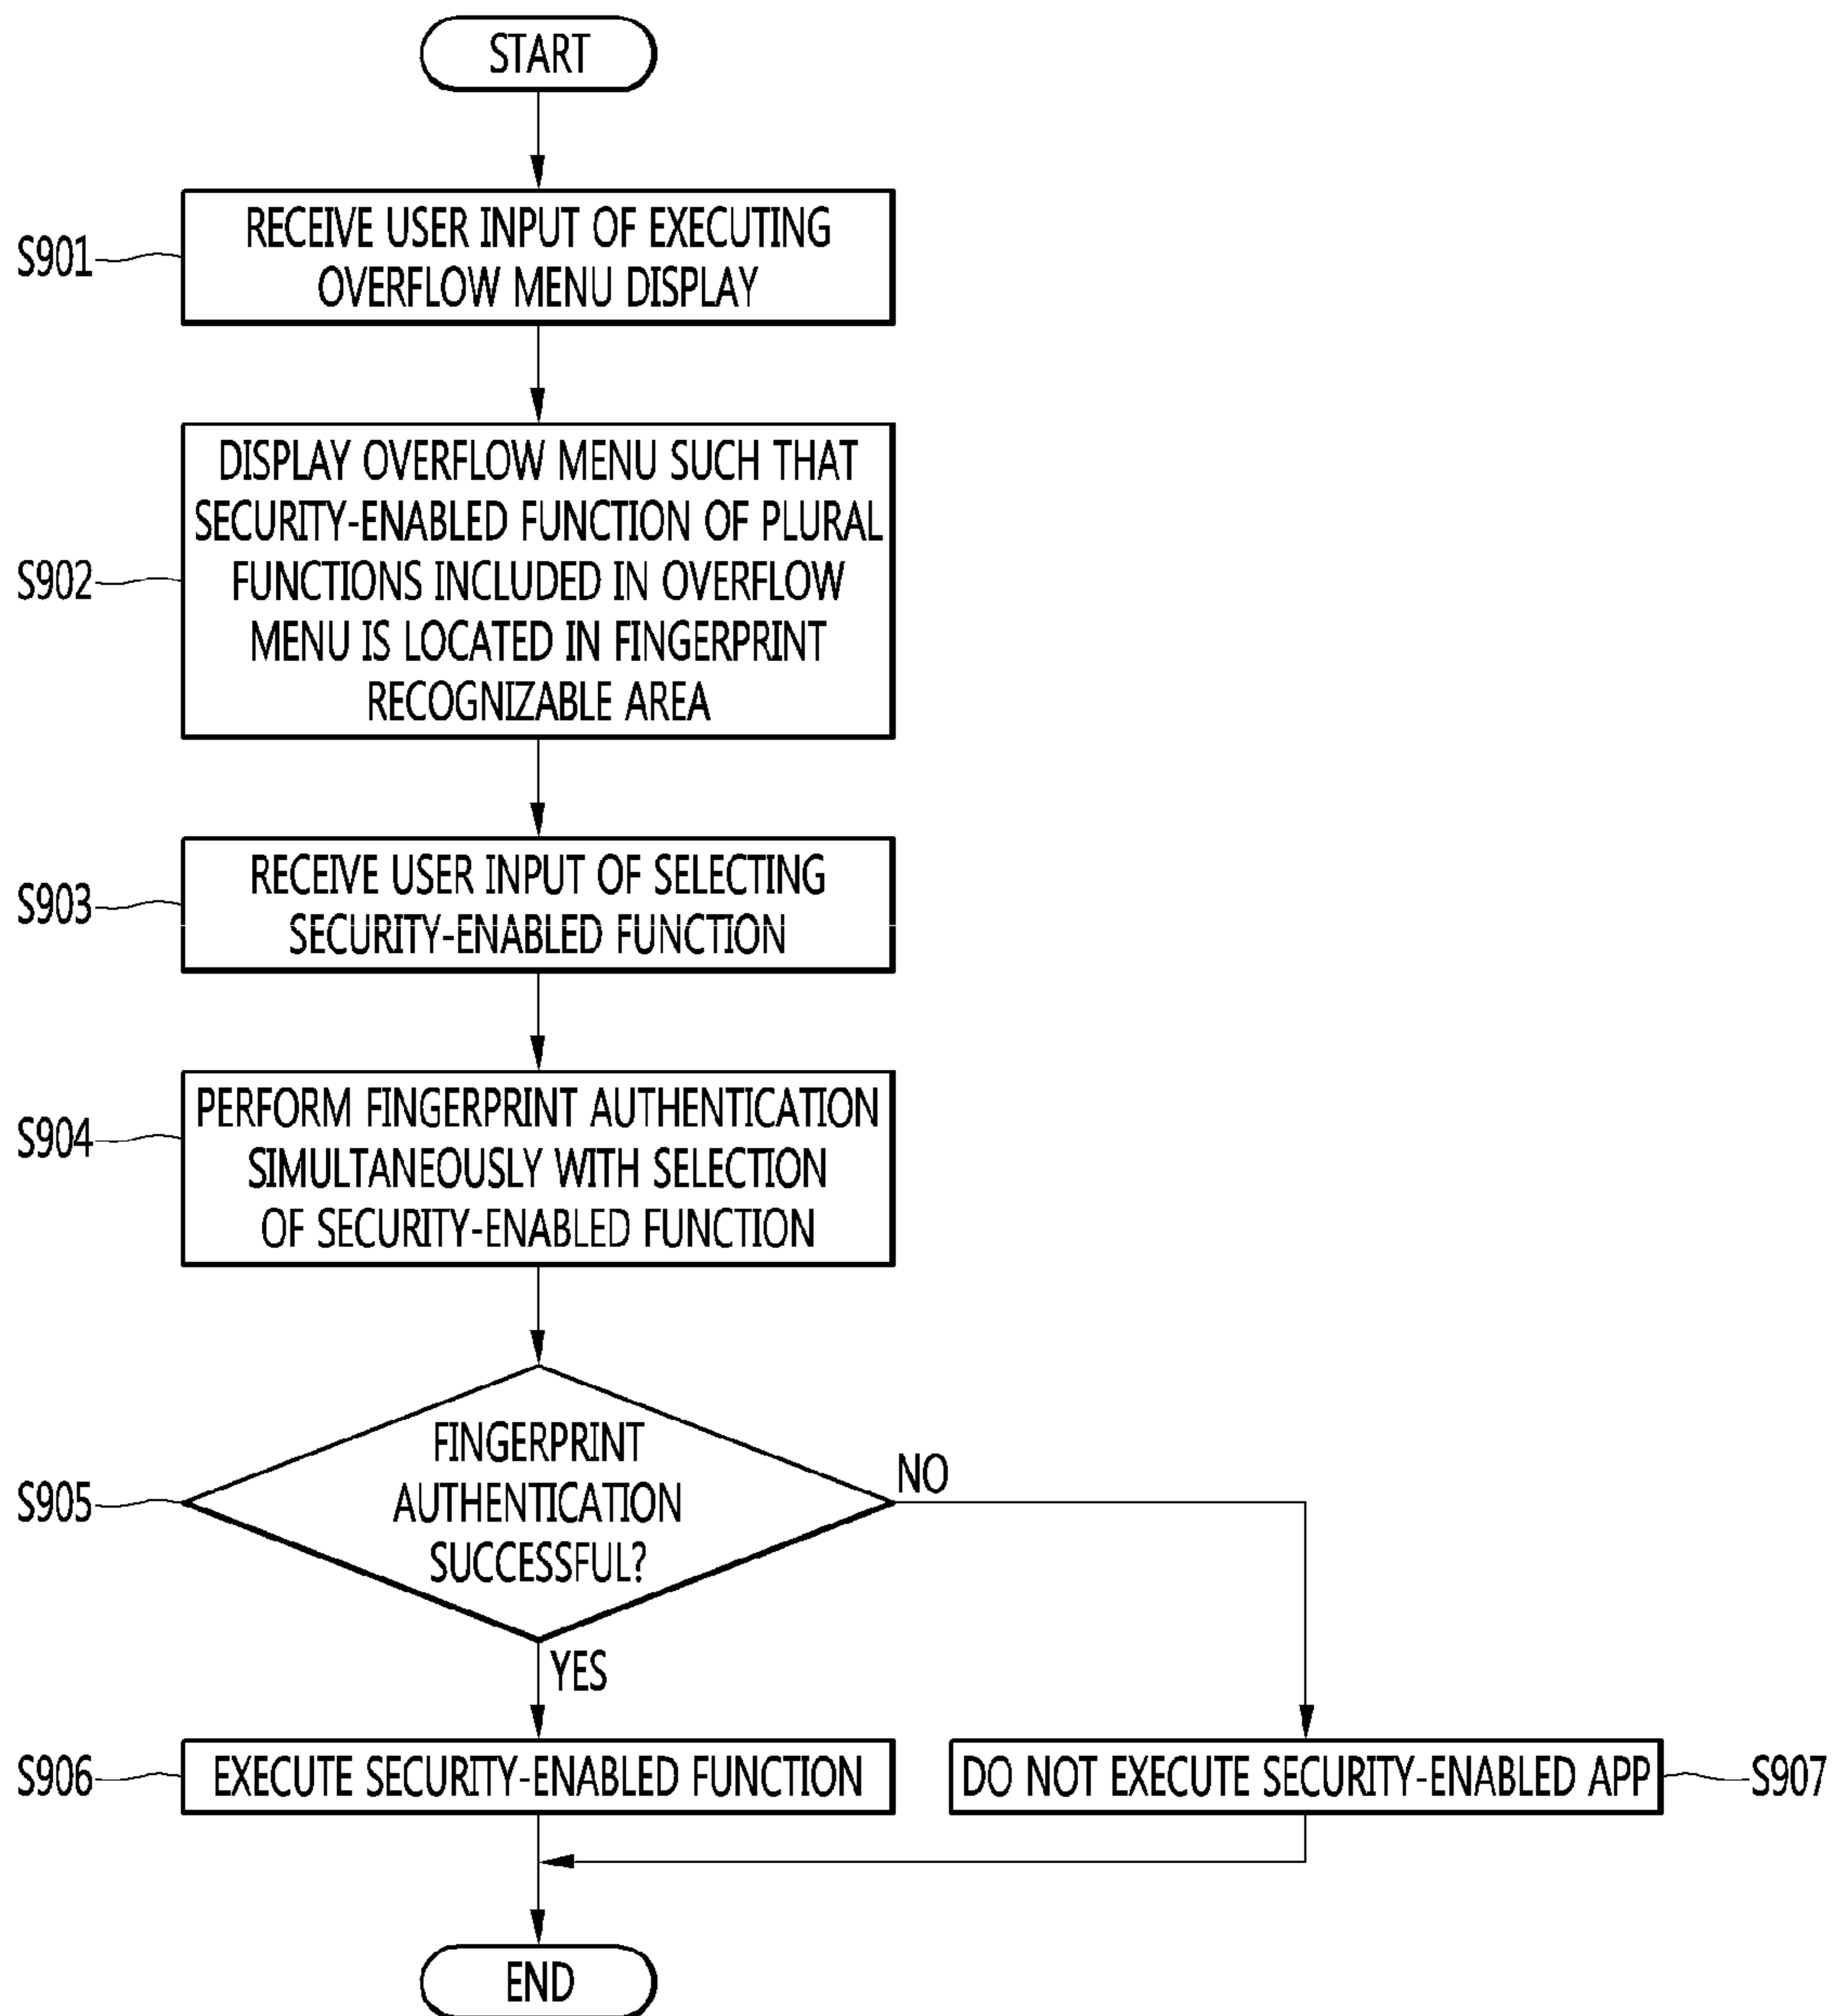 START
S901
RECEIVE USER INPUT OF EXECUTING
OVERFLOW MENU DISPLAY
S902
DISPLAY OVERFLOW MENU SUCH THAT
SECURITY-ENABLED FUNCTION OF PLURAL
FUNCTIONS INCLUDED IN OVERFLOW
MENU IS LOCATED IN FINGERPRINT
RECOGNIZABLE AREA
S903
RECEIVE USER INPUT OF SELECTING
SECURITY-ENABLED FUNCTION
S904
PERFORM FINGERPRINT AUTHENTICATION
SIMULTANEOUSLY WITH SELECTION
OF SECURITY-ENABLED FUNCTION
S905
FINGERPRINT
AUTHENTICATION
SUCCESSFUL?
NO
YES
S906
EXECUTE SECURITY-ENABLED FUNCTION
DO NOT EXECUTE SECURITY-ENABLED APP
S907
END